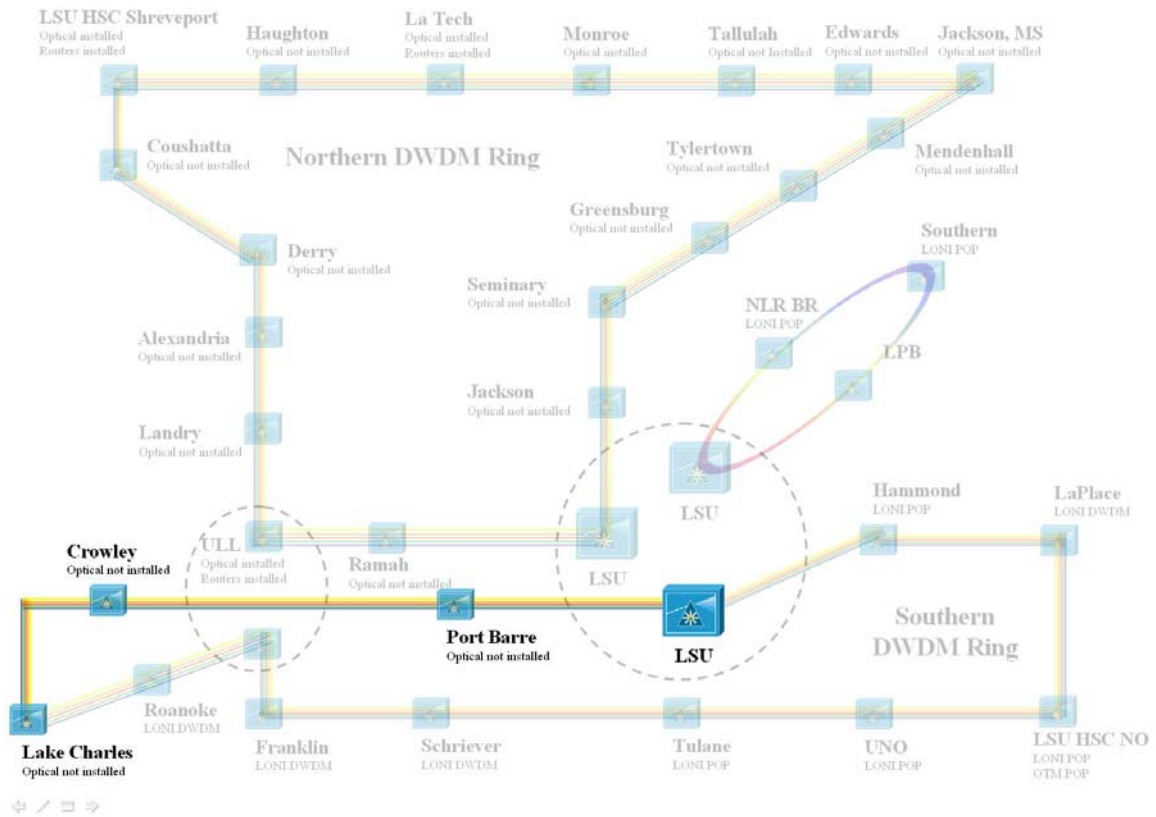 LSU HSC Shreveport
Optical installed
Routers installed
Haughton
Optical not installed
La Tech
Optical installed
Routers installed
Monroe
Optical installed
Tallulah
Optical not Installed
Edwards
Optical not installed
Jackson, MS
Optical not installed
Coushatta
Optical not installed
Northern DWDM Ring
Tylertown
Optical not installed
Mendenhall
Optical not installed
Greensburg
Optical not installed
Southern
LONI POP
Derry
Optical not installed
Seminary
Optical not installed
NLR BR
LONI POP
Alexandria
Optical not installed
LPB
Jackson
Optical not installed
Landry
Optical not installed
LSU
Hammond
LONI POP
LaPlace
LONI DWDM
Crowley
Optical not installed
ULL
Optical installed
Routers installed
Ramah
Optical not installed
LSU
Port Barre
Optical not installed
LSU
Southern
DWDM Ring
Roanoke
LONI DWDM
Lake Charles
Optical not installed
Franklin
LONI DWDM
Schriever
LONI DWDM
Tulane
LONI POP
UNO
LONI POP
LSU HSC NO
LONI POP
OTM POP